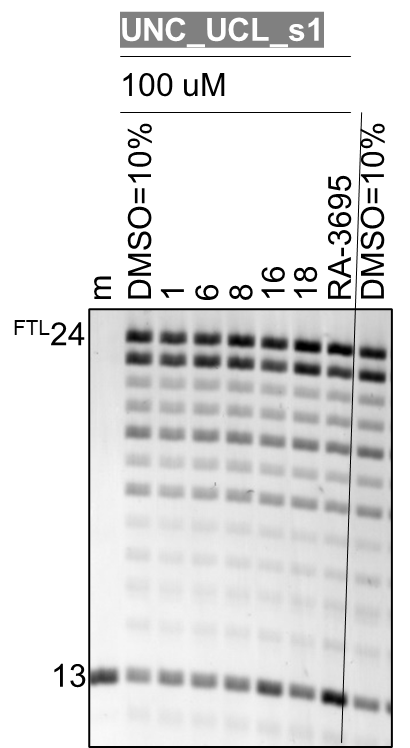 UNC_UCL_s1
100 uM
m
DMSO=10%
1
6
8
16
18
RA-3695
DMSO=10%
FTL24
13